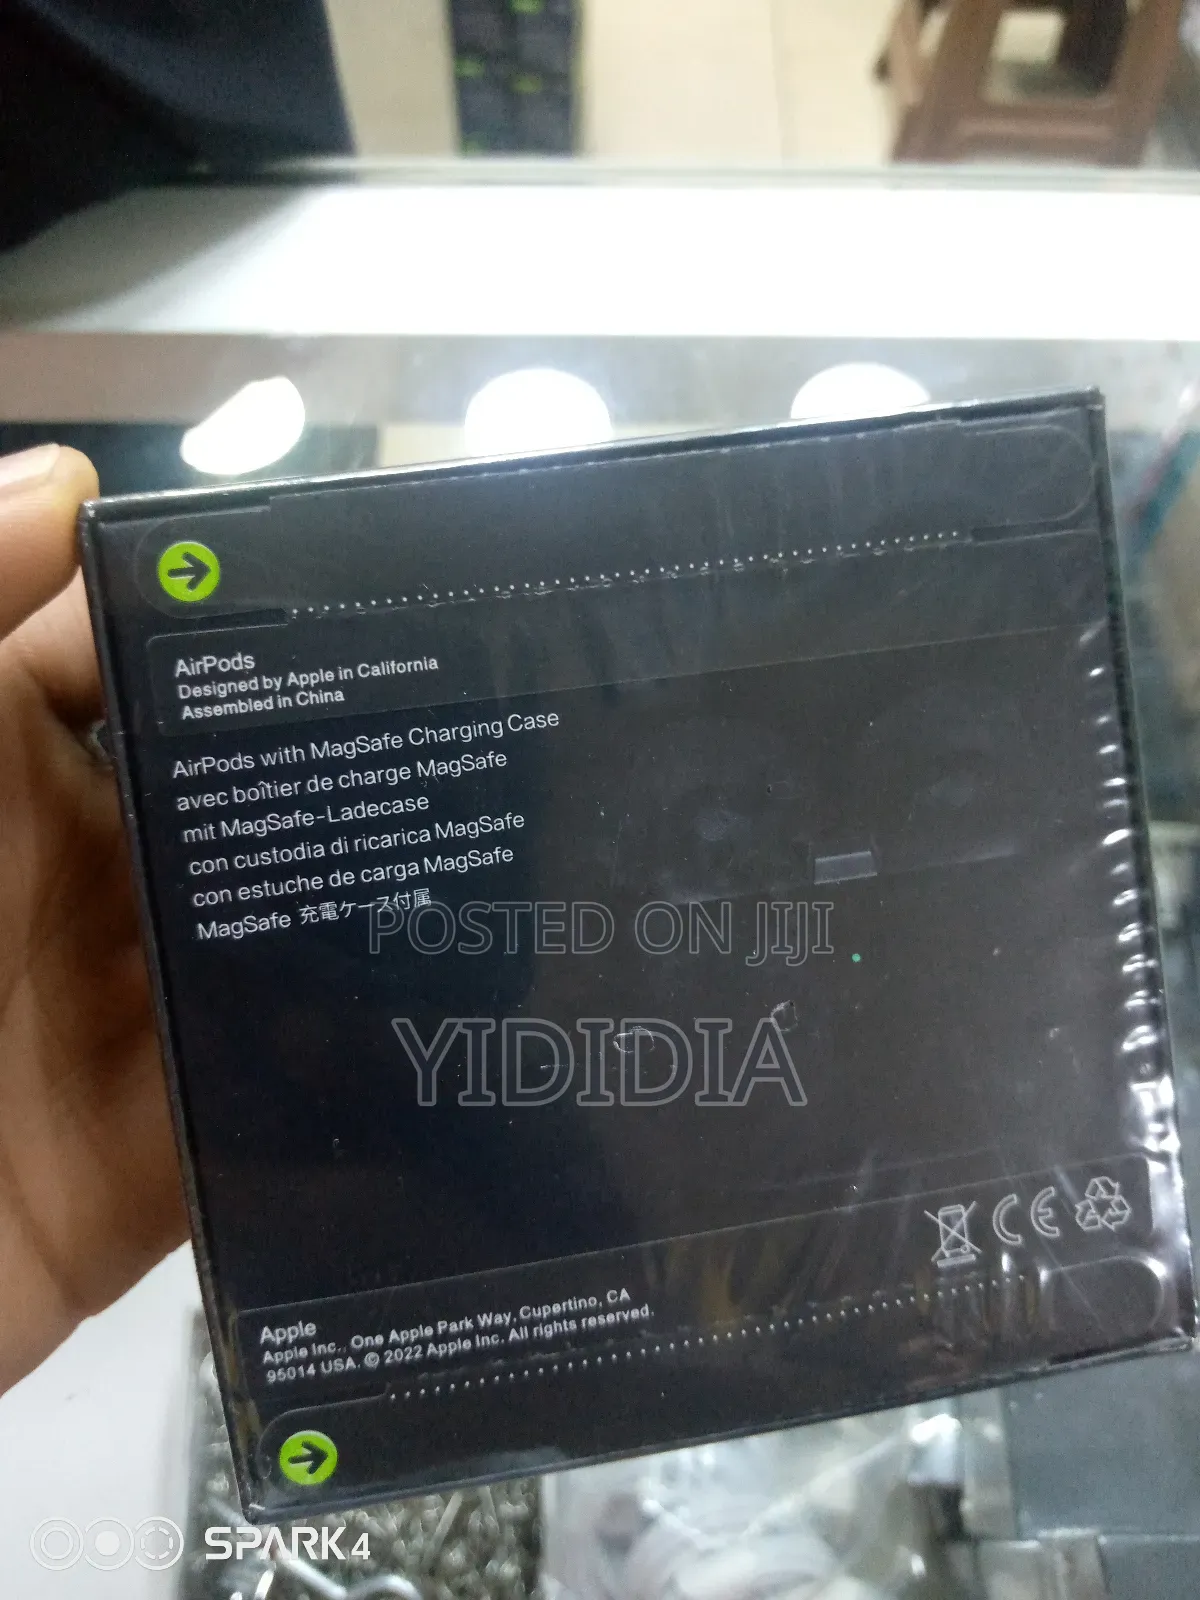 AirPods
Designed by Apple in California
Assembled in China
AirPods with MagSafe Charging Case
avec boîtier de charge MagSafe
mit MagSafe-Ladecase
con custodia di ricarica MagSafe
con estuche de carga MagSafe
MagSafe 充電ケース付属
POSTED ON JIJI
YIDIDIA
CE
Apple
Apple Inc., One Apple Park Way, Cupertino, CA
95014 USA. © 2022 Apple Inc. All rights reserved.
SPARK 4